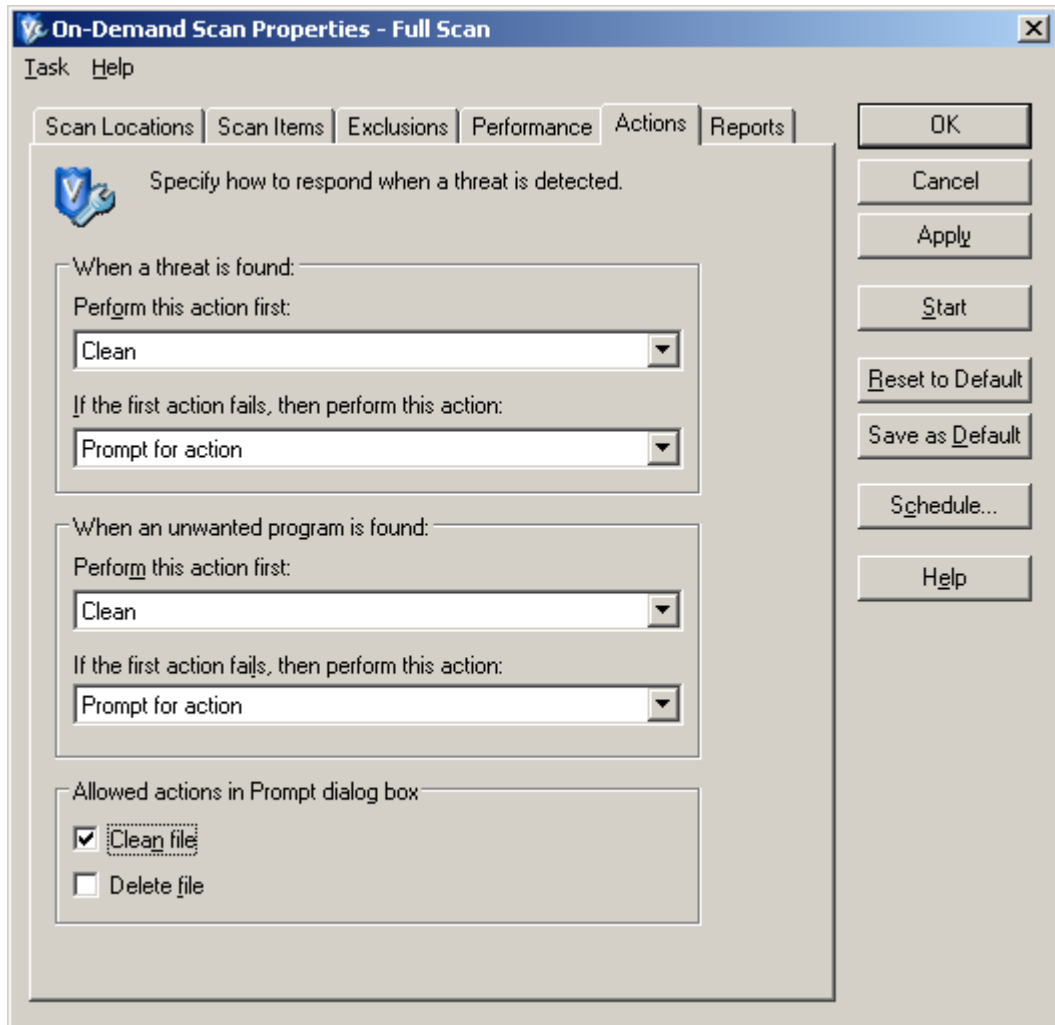 On-Demand Scan Properties - Full Scan
Task Help
Scan Locations Scan Items Exclusions Performance Actions Reports
Specify how to respond when a threat is detected.
When a threat is found:
Perform this action first:
Clean
If the first action fails, then perform this action:
Prompt for action
When an unwanted program is found:
Perform this action first:
Clean
If the first action fails, then perform this action:
Prompt for action
Allowed actions in Prompt dialog box
Clean file
Delete file
OK
Cancel
Apply
Start
Reset to Default
Save as Default
Schedule...
Help